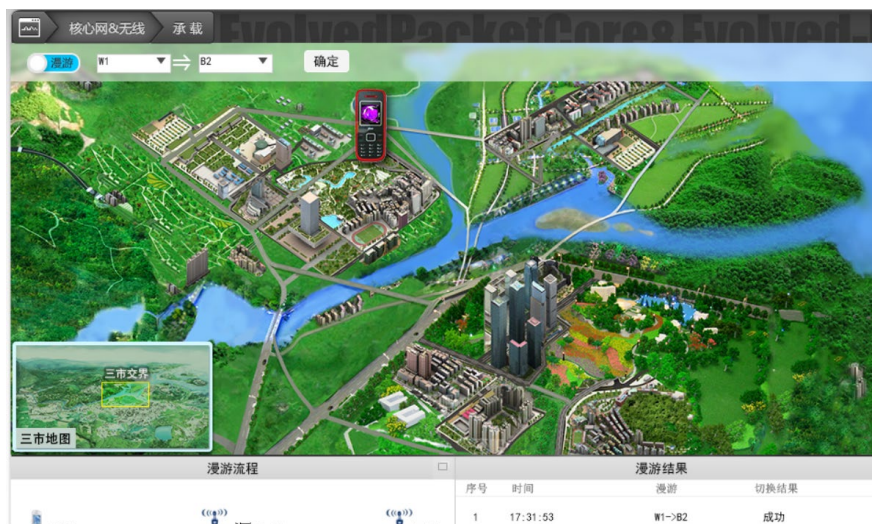 核心网&无线 承载 EvolvedPacketCore& Evolved-
漫游 W1 B2 确定
三市交界
三市地图
漫游流程 漫游结果
序号 时间 漫游 切换结果
1 17:31:53 W1->B2 成功